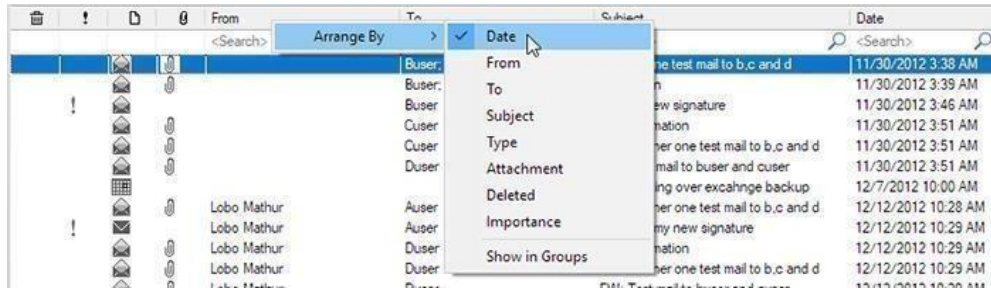 ! From To Subject Date
<Search> <Search>
Arrange By > Date
From
To
Subject
Type
Attachment
Deleted
Importance
Show in Groups
Buser; ne test mail to b,c and d 11/30/2012 3:38 AM
Buser; 11/30/2012 3:39 AM
! Buser ew signature 11/30/2012 3:46 AM
Cuser mation 11/30/2012 3:51 AM
Cuser her one test mail to b,c and d 11/30/2012 3:51 AM
Duser mail to buser and cuser 11/30/2012 3:51 AM
ing over excahnge backup 12/7/2012 10:00 AM
Lobo Mathur Auser her one test mail to b,c and d 12/12/2012 10:28 AM
! Lobo Mathur Auser my new signature 12/12/2012 10:29 AM
Lobo Mathur Duser mation 12/12/2012 10:29 AM
Lobo Mathur Duser her one test mail to b,c and d 12/12/2012 10:29 AM